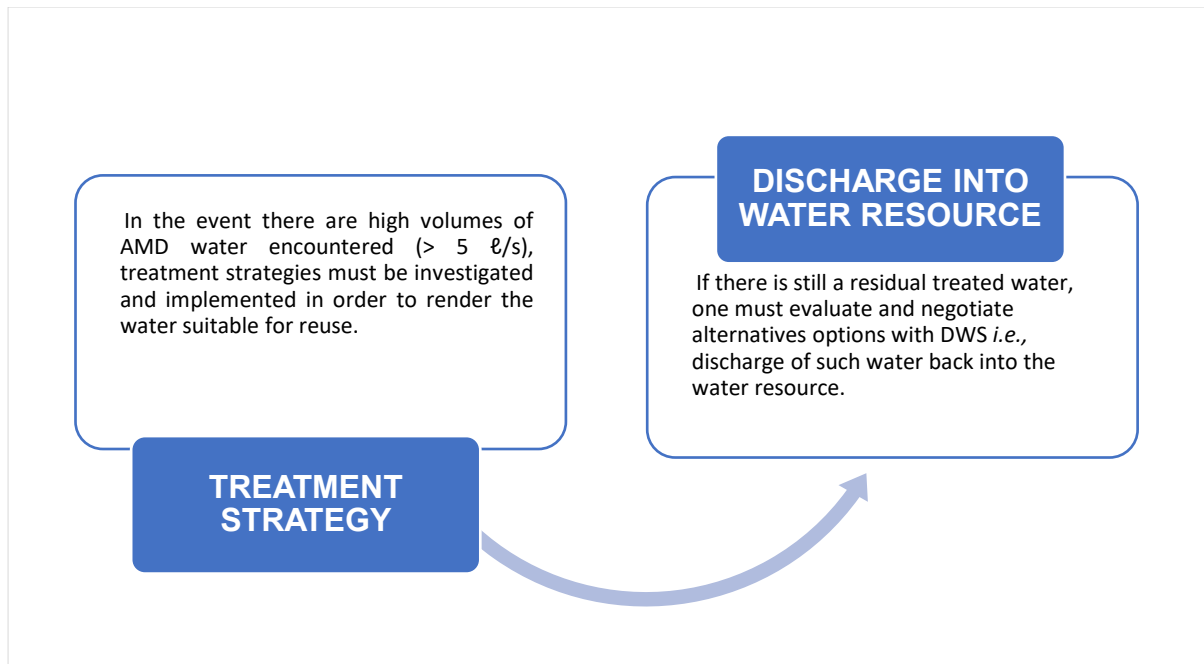 In the event there are high volumes of
AMD water encountered (> 5 ℓ/s),
treatment strategies must be investigated
and implemented in order to render the
water suitable for reuse.
TREATMENT
STRATEGY
DISCHARGE INTO
WATER RESOURCE
If there is still a residual treated water,
one must evaluate and negotiate
alternatives options with DWS i.e.,
discharge of such water back into the
water resource.